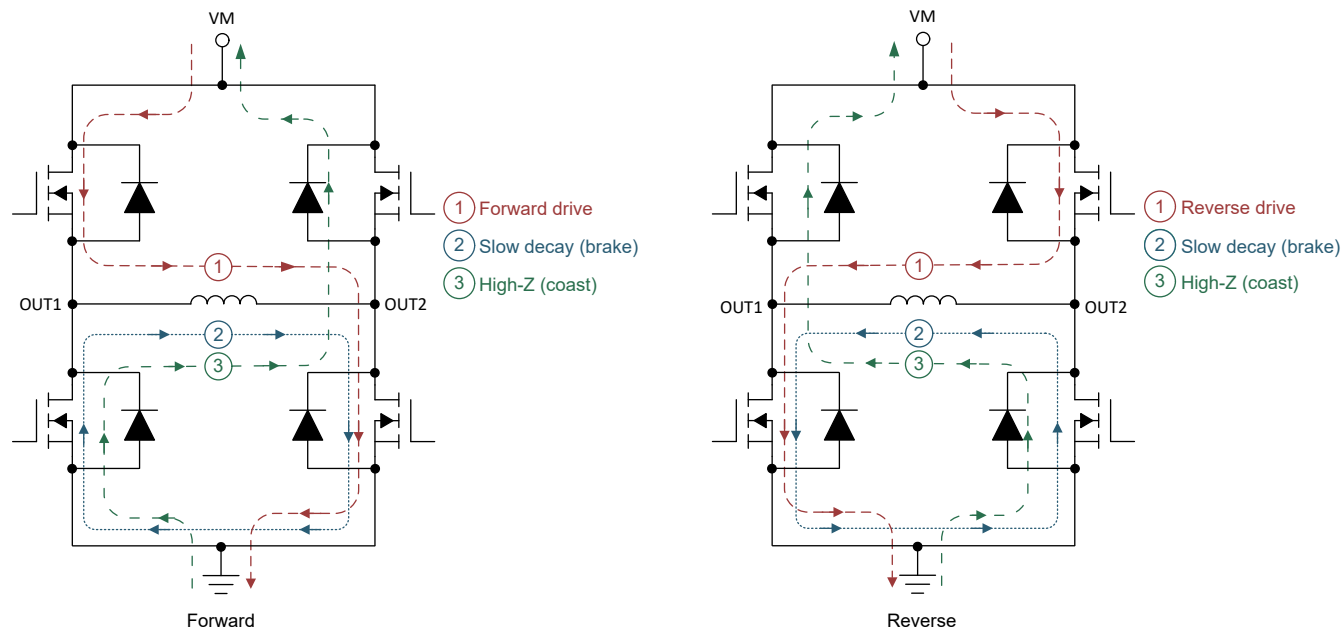 VM
1 Forward drive
2 Slow decay (brake)
3 High-Z (coast)
1
OUT1
OUT2
2
3
Forward
VM
1 Reverse drive
2 Slow decay (brake)
3 High-Z (coast)
1
OUT1
OUT2
2
3
Reverse